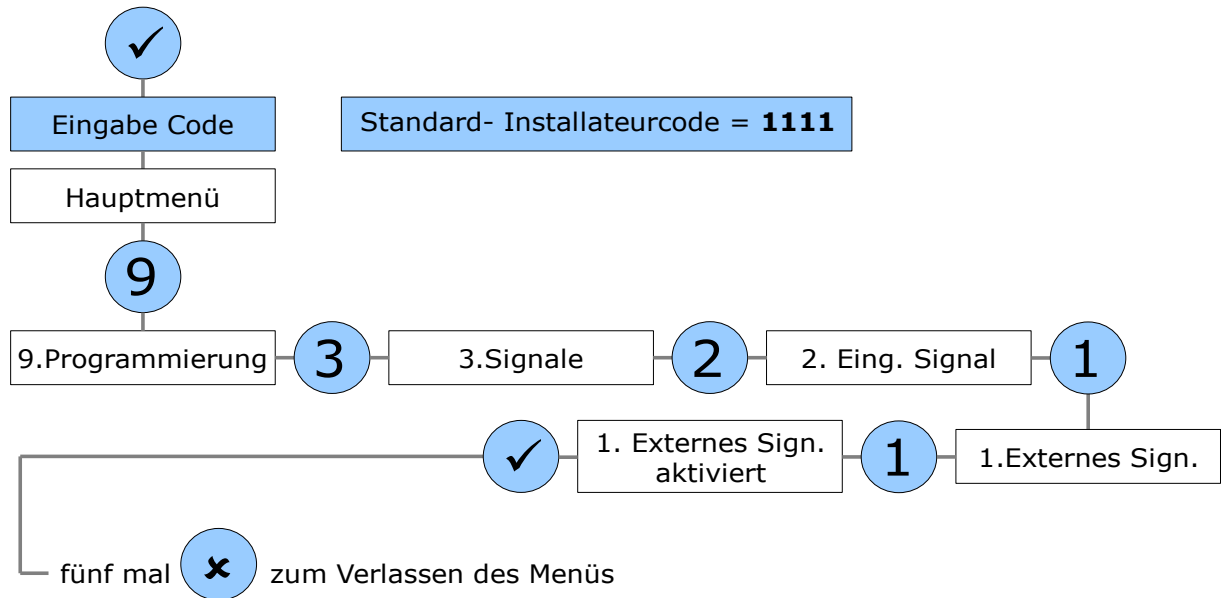 ✓
Eingabe Code
Standard- Installateurcode = 1111
Hauptmenü
9
9.Programmierung
3
3.Signale
2
2. Eing. Signal
1
1.Externes Sign.
1
1. Externes Sign.
aktiviert
✓
fünf mal ✘ zum Verlassen des Menüs